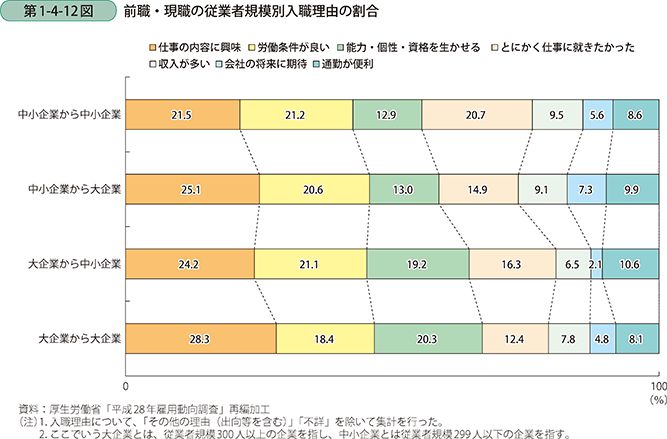 第1-4-12図 前職・現職の従業者規模別入職理由の割合
仕事の内容に興味 労働条件が良い 能力・個性・資格を生かせる とにかく仕事に就きたかった
収入が多い 会社の将来に期待 通勤が便利
中小企業から中小企業 21.5 21.2 12.9 20.7 9.5 5.6 8.6
中小企業から大企業 25.1 20.6 13.0 14.9 9.1 7.3 9.9
大企業から中小企業 24.2 21.1 19.2 16.3 6.5 2.1 10.6
大企業から大企業 28.3 18.4 20.3 12.4 7.8 4.8 8.1
0 100
(%)
資料：厚生労働省「平成28年雇用動向調査」再編加工
（注）1. 入職理由について、「その他の理由（出向等を含む）」「不詳」を除いて集計を行った。
2. ここでいう大企業とは、従業者規模300人以上の企業を指し、中小企業とは従業者規模299人以下の企業を指す。